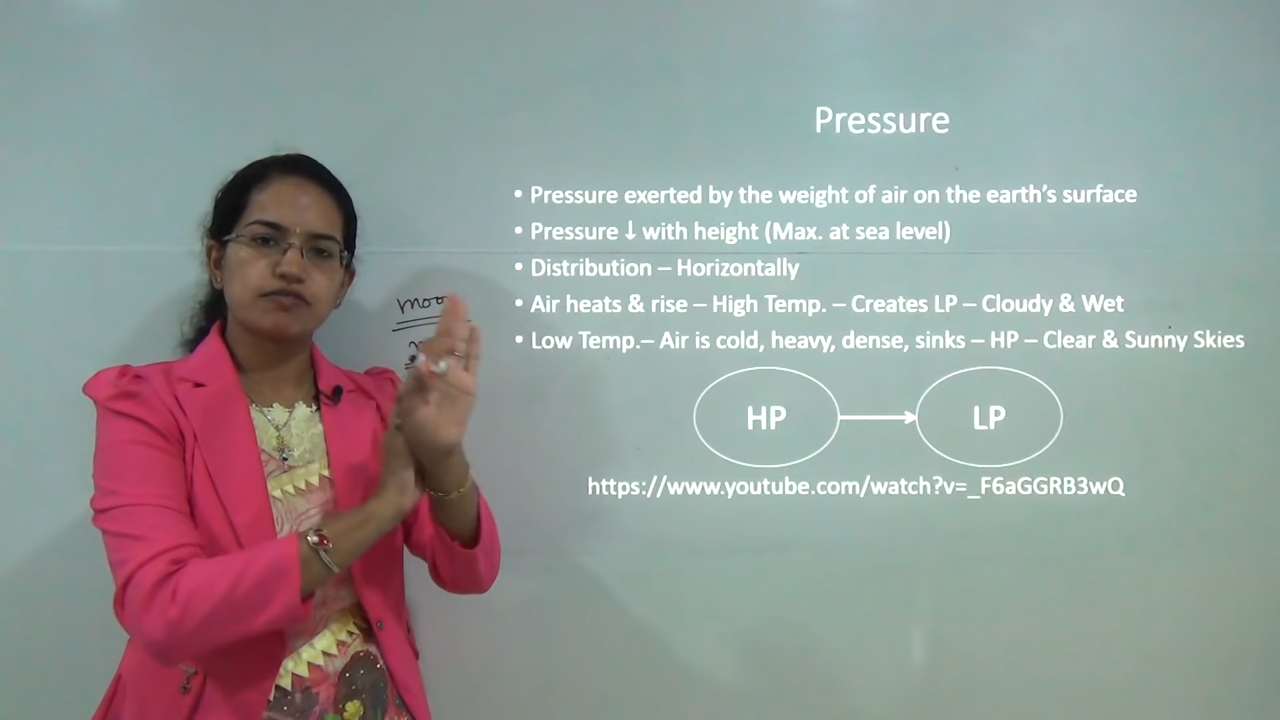 Pressure
• Pressure exerted by the weight of air on the earth's surface
• Pressure ↓ with height (Max. at sea level)
• Distribution – Horizontally
• Air heats & rise – High Temp. – Creates LP – Cloudy & Wet
• Low Temp.– Air is cold, heavy, dense, sinks – HP – Clear & Sunny Skies
HP
LP
https://www.youtube.com/watch?v=_F6aGGRB3wQ